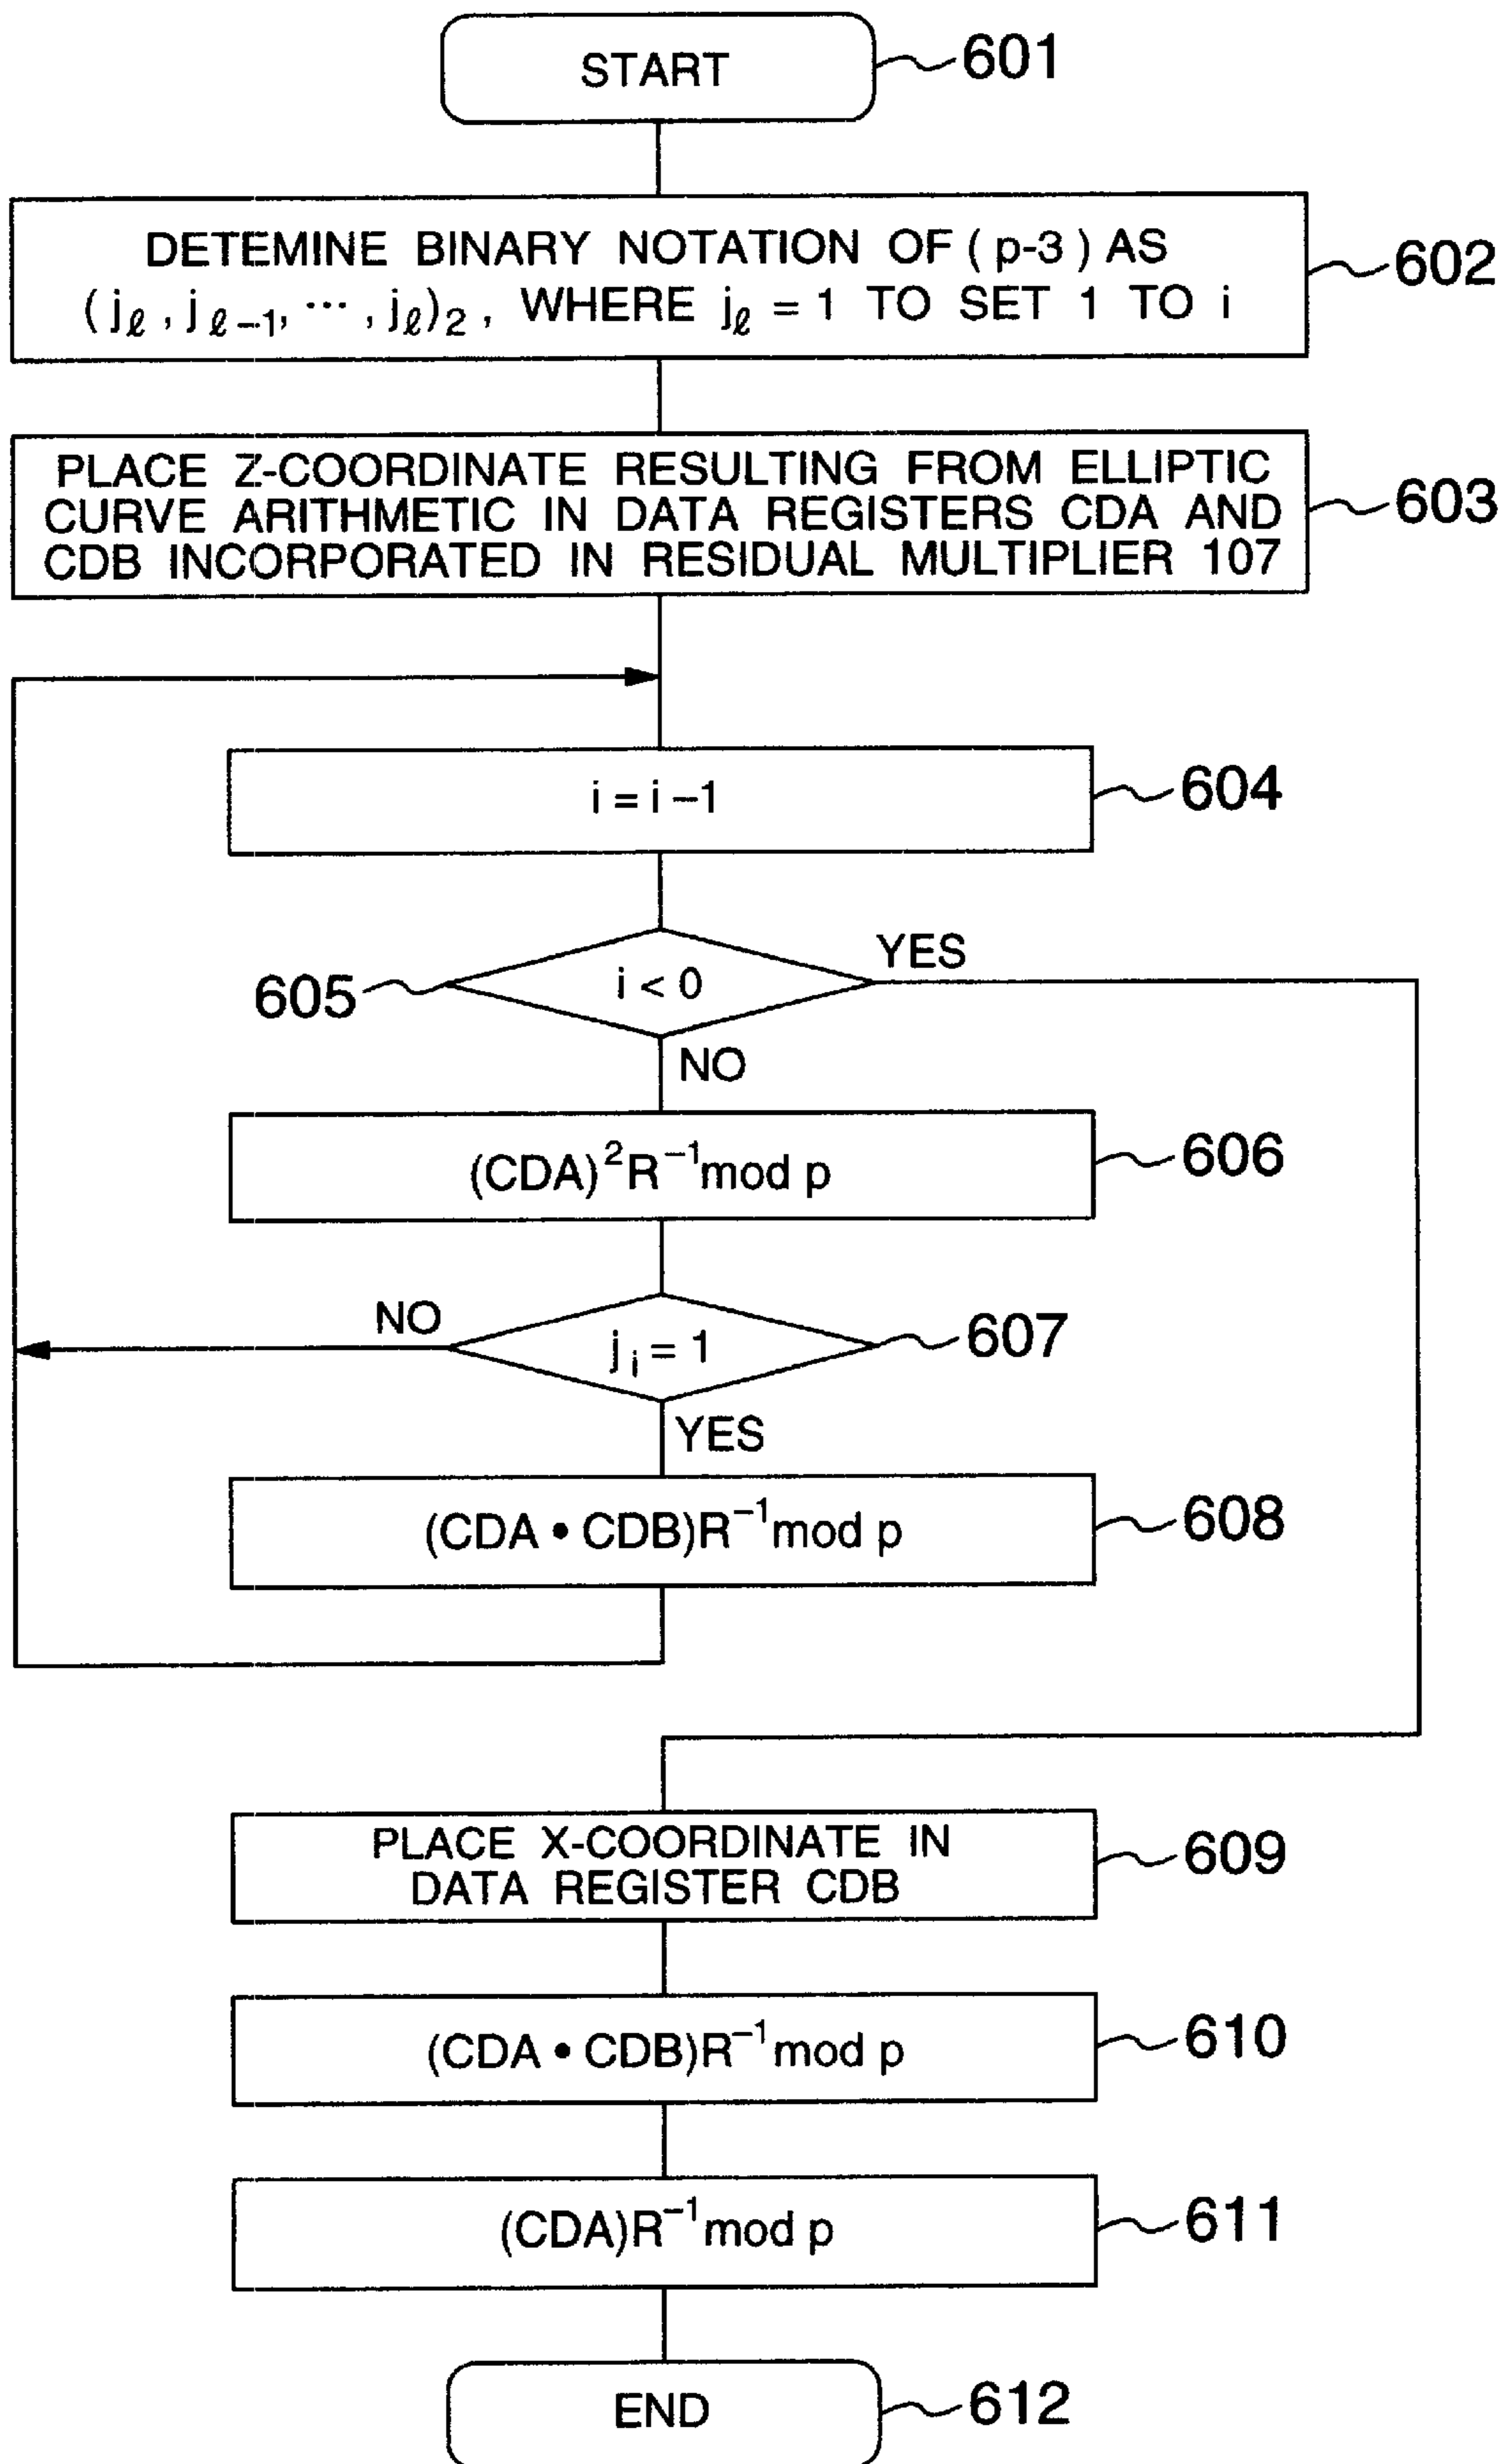 START
601
DETEMINE BINARY NOTATION OF ( p-3 ) AS
(jℓ , jℓ-1, ··· , jℓ)2 , WHERE jℓ = 1 TO SET 1 TO i
602
PLACE Z-COORDINATE RESULTING FROM ELLIPTIC
CURVE ARITHMETIC IN DATA REGISTERS CDA AND
CDB INCORPORATED IN RESIDUAL MULTIPLIER 107
603
i = i –1
604
605
i < 0
YES
NO
(CDA)²R⁻¹mod p
606
NO
ji = 1
607
YES
(CDA • CDB)R⁻¹mod p
608
PLACE X-COORDINATE IN
DATA REGISTER CDB
609
(CDA • CDB)R⁻¹mod p
610
(CDA)R⁻¹mod p
611
END
612